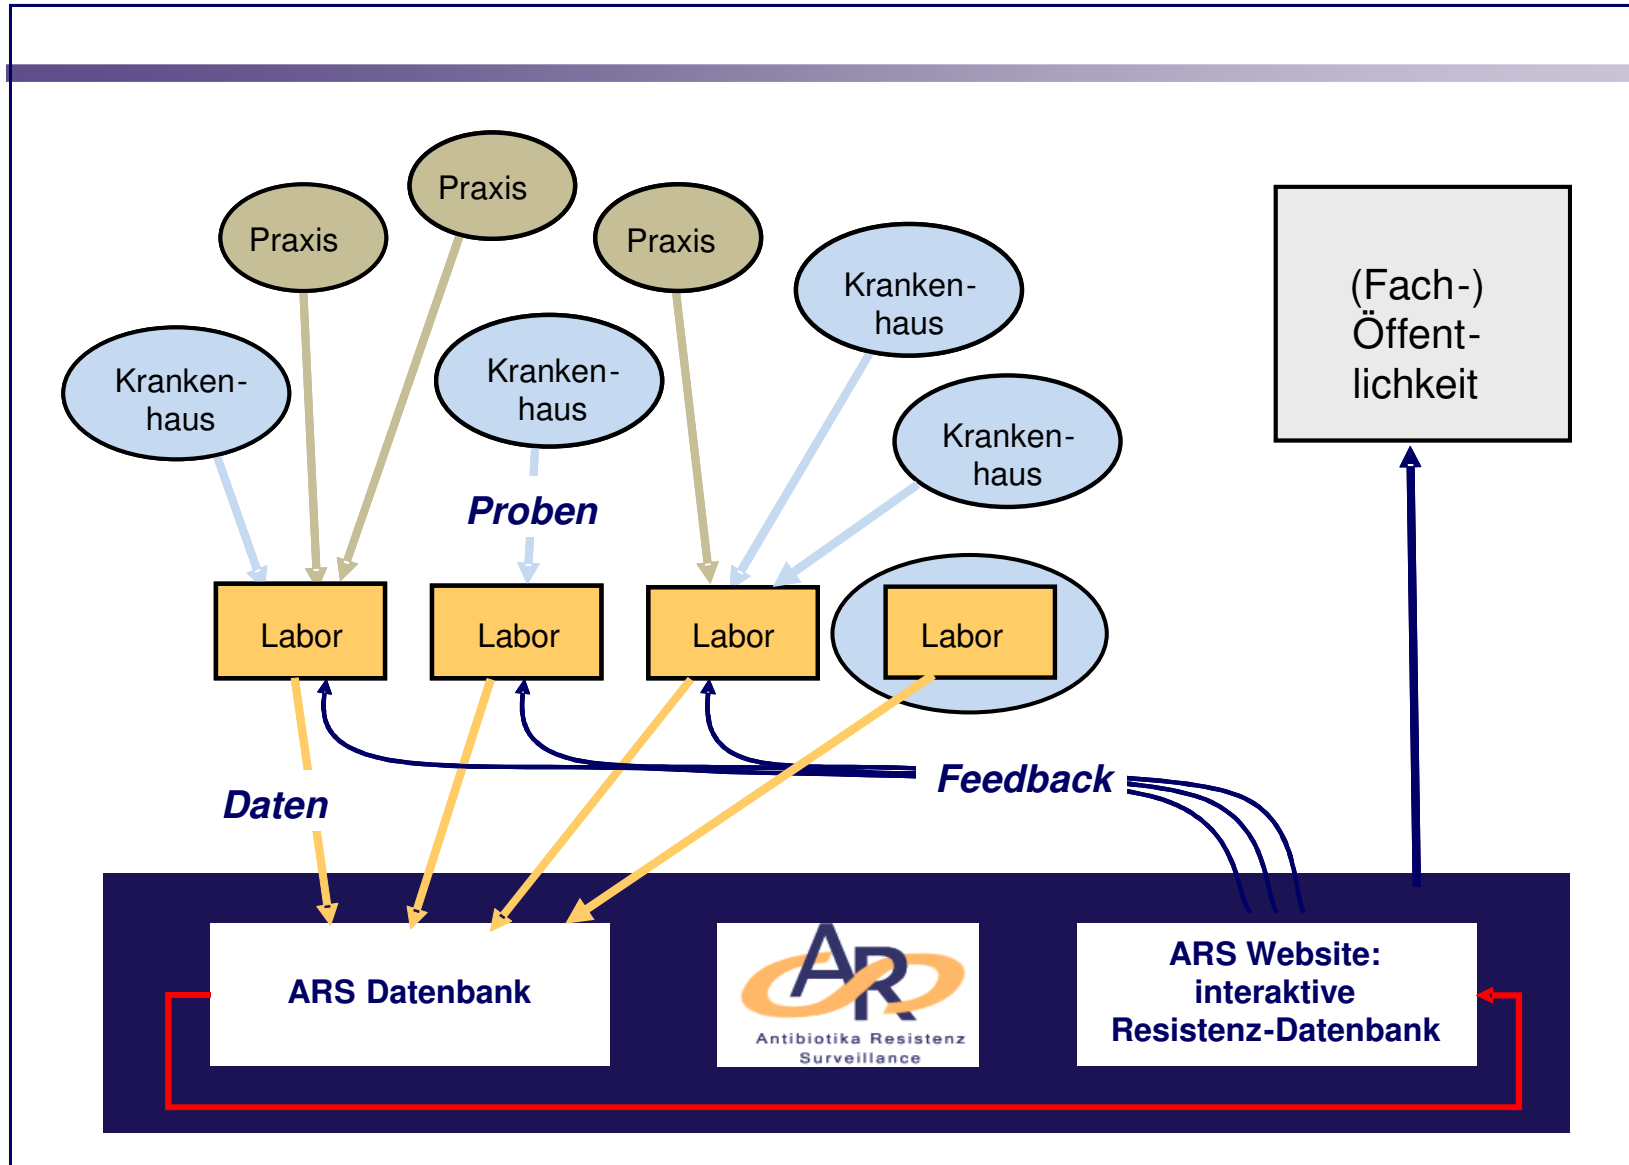 Praxis
Praxis
Praxis
Kranken-
haus
Kranken-
haus
Kranken-
haus
Kranken-
haus
(Fach-)
Öffent-
lichkeit
Proben
Labor
Labor
Labor
Labor
Feedback
Daten
ARS Datenbank
AR
Antibiotika Resistenz
Surveillance
ARS Website:
interaktive
Resistenz-Datenbank